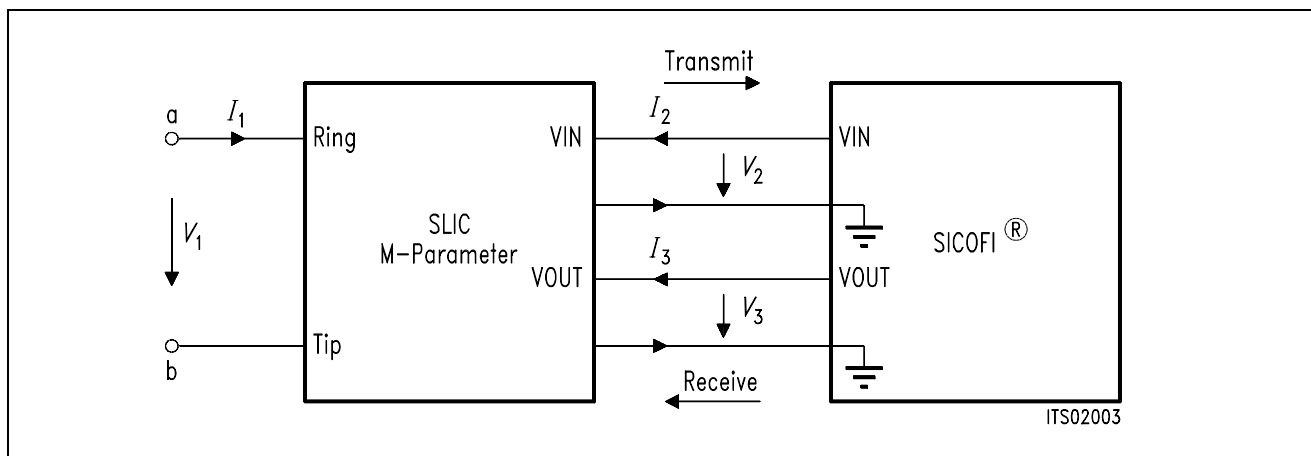 Transmit
a
I1
I2
Ring
VIN
VIN
V2
V1
SLIC
M-Parameter
SICOFI ®
I3
VOUT
VOUT
V3
Tip
b
Receive
ITS02003